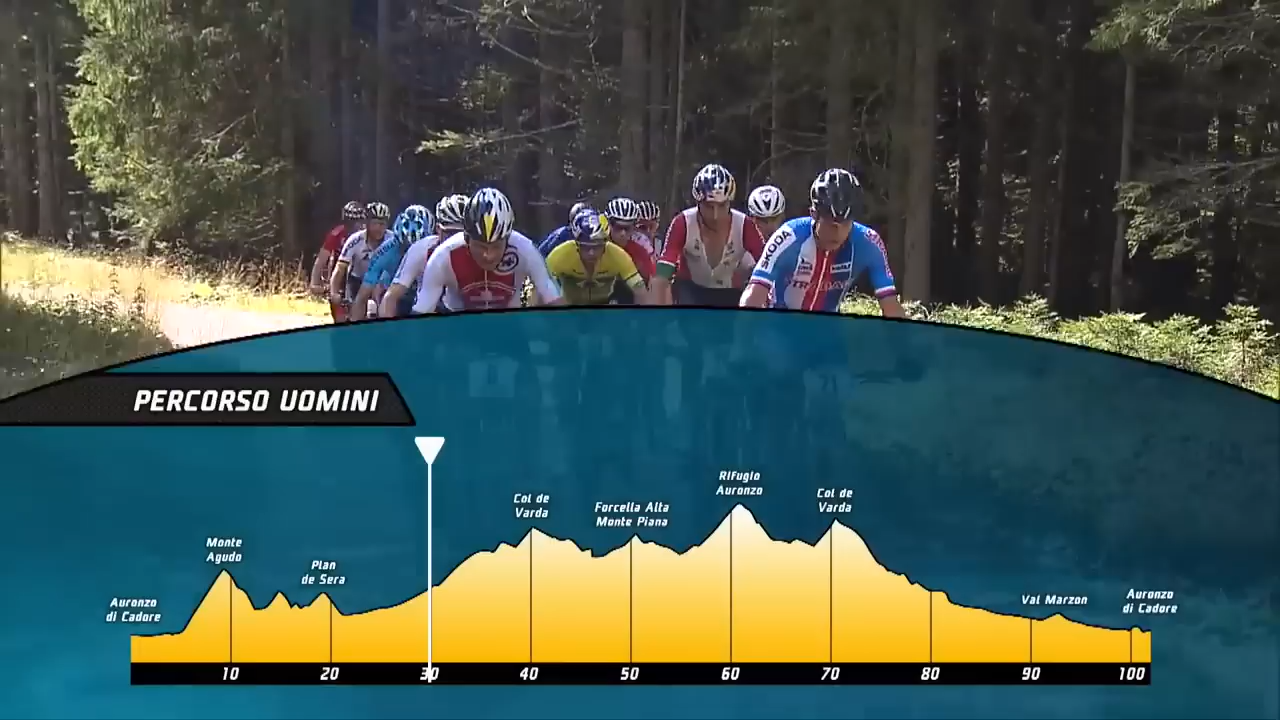 ŠKODA
PERCORSO UOMINI
Rifugio
Auronzo
Col de
Varda
Forcella Alta
Monte Piana
Col de
Varda
Monte
Agudo
Plan
de Sera
Auronzo
di Cadore
Val Marzon
Auronzo
di Cadore
10 20 30 40 50 60 70 80 90 100